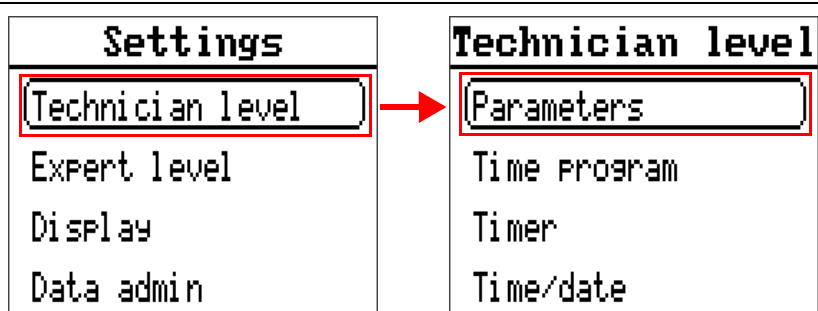 Settings
Technician level
Expert level
Display
Data admin
Technician level
Parameters
Time program
Timer
Time/date